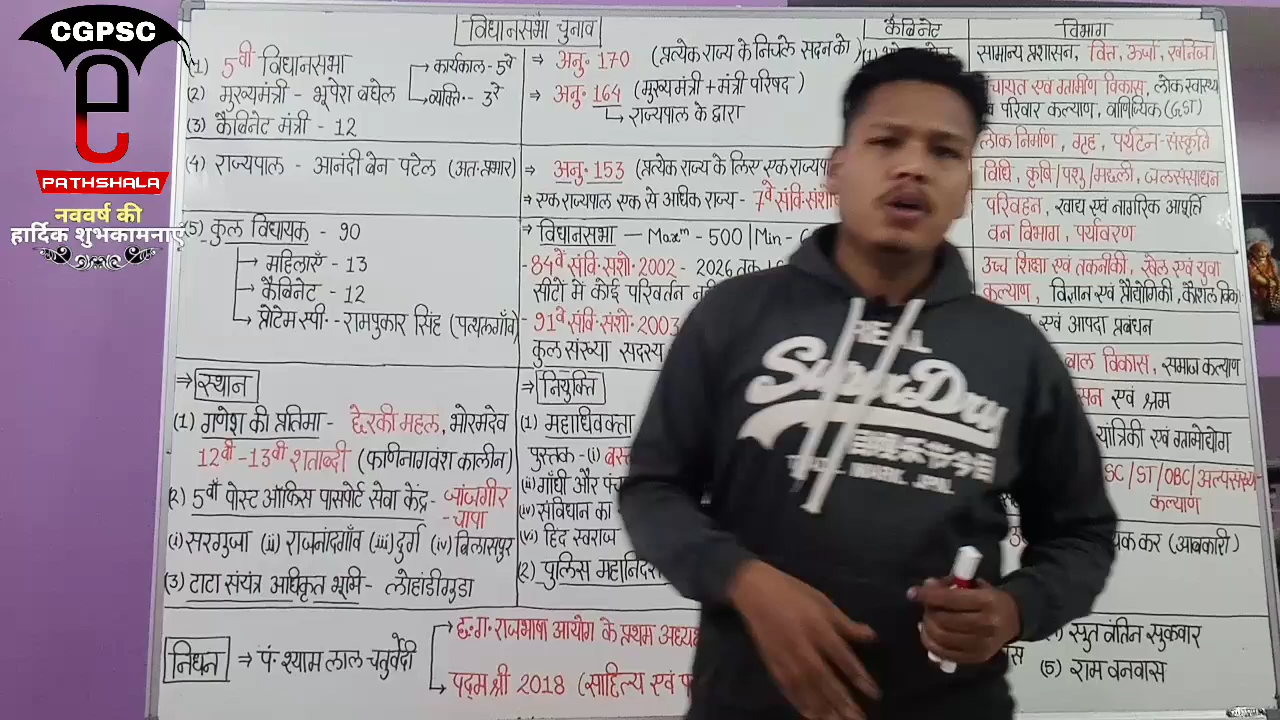 CGPSC
e
PATHSHALA
नववर्ष की
हार्दिक शुभकामनाएं
विधानसभा चुनाव
(1) 5वी विधानसभा
(2) मुख्यमंत्री - भूपेश बघेल
कार्यकाल - 5वे
व्यक्ति - 3रे
(3) कैबिनेट मंत्री - 12
⇒ अनु॰ 170 (प्रत्येक राज्य के निचले सदन को)
⇒ अनु॰ 164 (मुख्यमंत्री + मंत्री परिषद)
राज्यपाल के द्वारा
(4) राज्यपाल - आनंदी बेन पटेल (अत॰ प्रभार)
⇒ अनु॰ 153 (प्रत्येक राज्य के लिए एक राज्यपा
⇒ एक राज्यपाल एक से अधिक राज्य - 7वे संवि॰ संशो
(5) कुल विधायक - 90
महिलाएँ - 13
कैबिनेट - 12
प्रोटेम स्पी॰ - रामपुकार सिंह (पत्थलगाँव)
→ विधानसभा — Maxᵐ - 500 | Min - 6
- 84वे संवि॰ संशो॰ 2002 - 2026 तक
सीटों में कोई परिवर्तन
- 91वे संवि॰ संशो॰ 2003
कुल संख्या सदस्य
⇒ स्थान
(1) गणेश की प्रतिमा - छेरकी महल, भोरमदेव
12वी - 13वी शताब्दी (फणिनागवंश कालीन)
(2) 5वाँ पोस्ट ऑफिस पासपोर्ट सेवा केंद्र - जांजगीर
- चांपा
(i) सरगुजा (ii) राजनांदगाँव (iii) दुर्ग (iv) बिलासपुर
(3) टाटा संयंत्र अधिकृत भूमि - लोहांडीगुडा
⇒ नियुक्ति
(1) महाधिवक्ता
पुस्तक - (i)
(ii) गाँधी और
(iv) संविधान का
(vi) हिंद स्वराज
(2) पुलिस महानिदे
निधन ⇒ पं॰ श्याम लाल चतुर्वेदी
छ॰ग॰ राजभाषा आयोग के प्रथम अध्य
पद्म श्री 2018 (साहित्य एवं
कैबिनेट
विभाग
(1)
सामान्य प्रशासन, वित्त, ऊर्जा, खनिज
चायत एवं ग्रामीण विकास, लोक स्वास्थ्य
परिवार कल्याण, वाणिज्यिक (GST)
लोक निर्माण, गृह, पर्यटन-संस्कृति
विधि, कृषि/पशु/मछली, जलसंसाधन
परिवहन, खाद्य एवं नागरिक आपूर्ति
वन विभाग, पर्यावरण
उच्च शिक्षा एवं तकनीकी, खेल एवं युवा
कल्याण, विज्ञान एवं प्रौद्योगिकी, कौशल विका
एवं आपदा प्रबंधन
बाल विकास, समाज कल्याण
सन एवं श्रम
यांत्रिकी एवं ग्रामोद्योग
SC/ST/OBC/अल्पसंख्य-
कल्याण
यक कर (आबकारी)
सुत वंतिन सुकवार
(5) राम वनवास
REAL
SuperDry